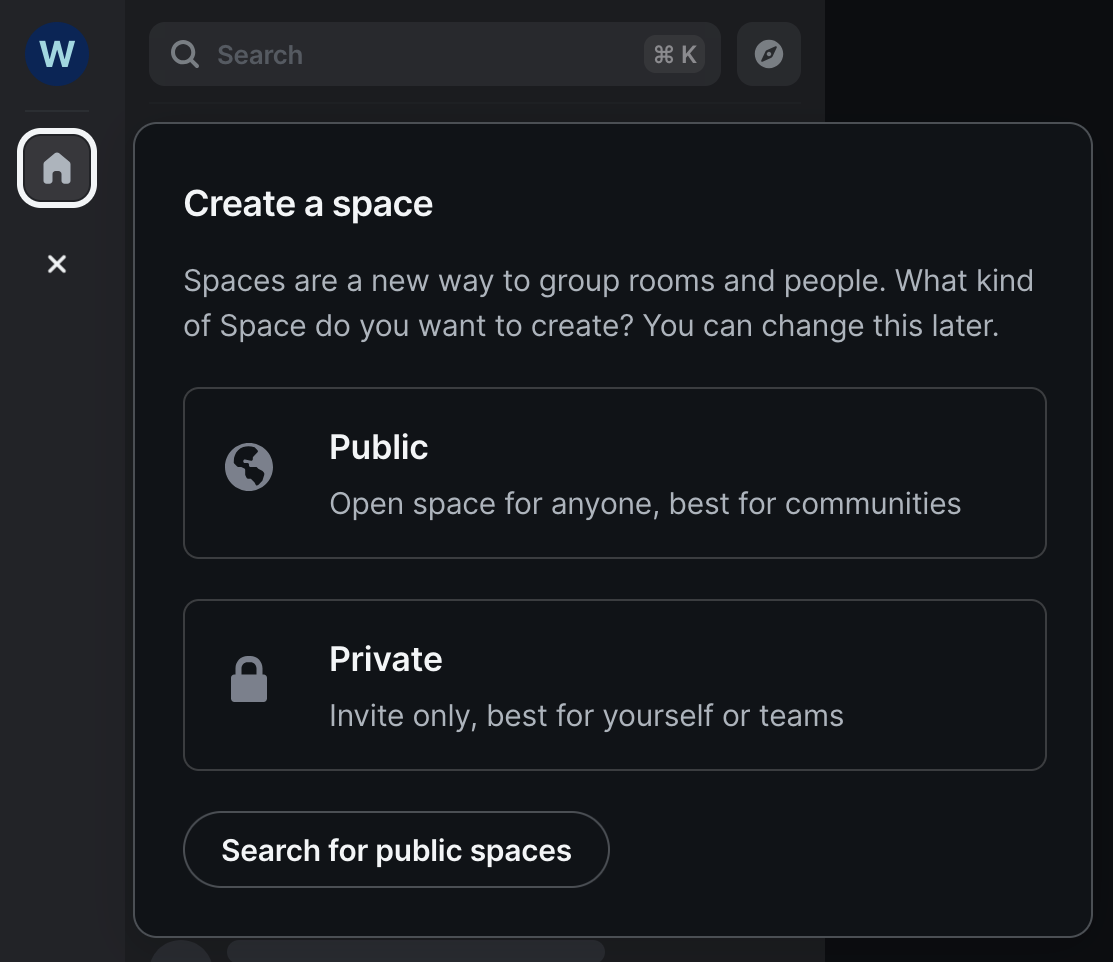 W
Search
⌘ K
Create a space
Spaces are a new way to group rooms and people. What kind
of Space do you want to create? You can change this later.
Public
Open space for anyone, best for communities
Private
Invite only, best for yourself or teams
Search for public spaces